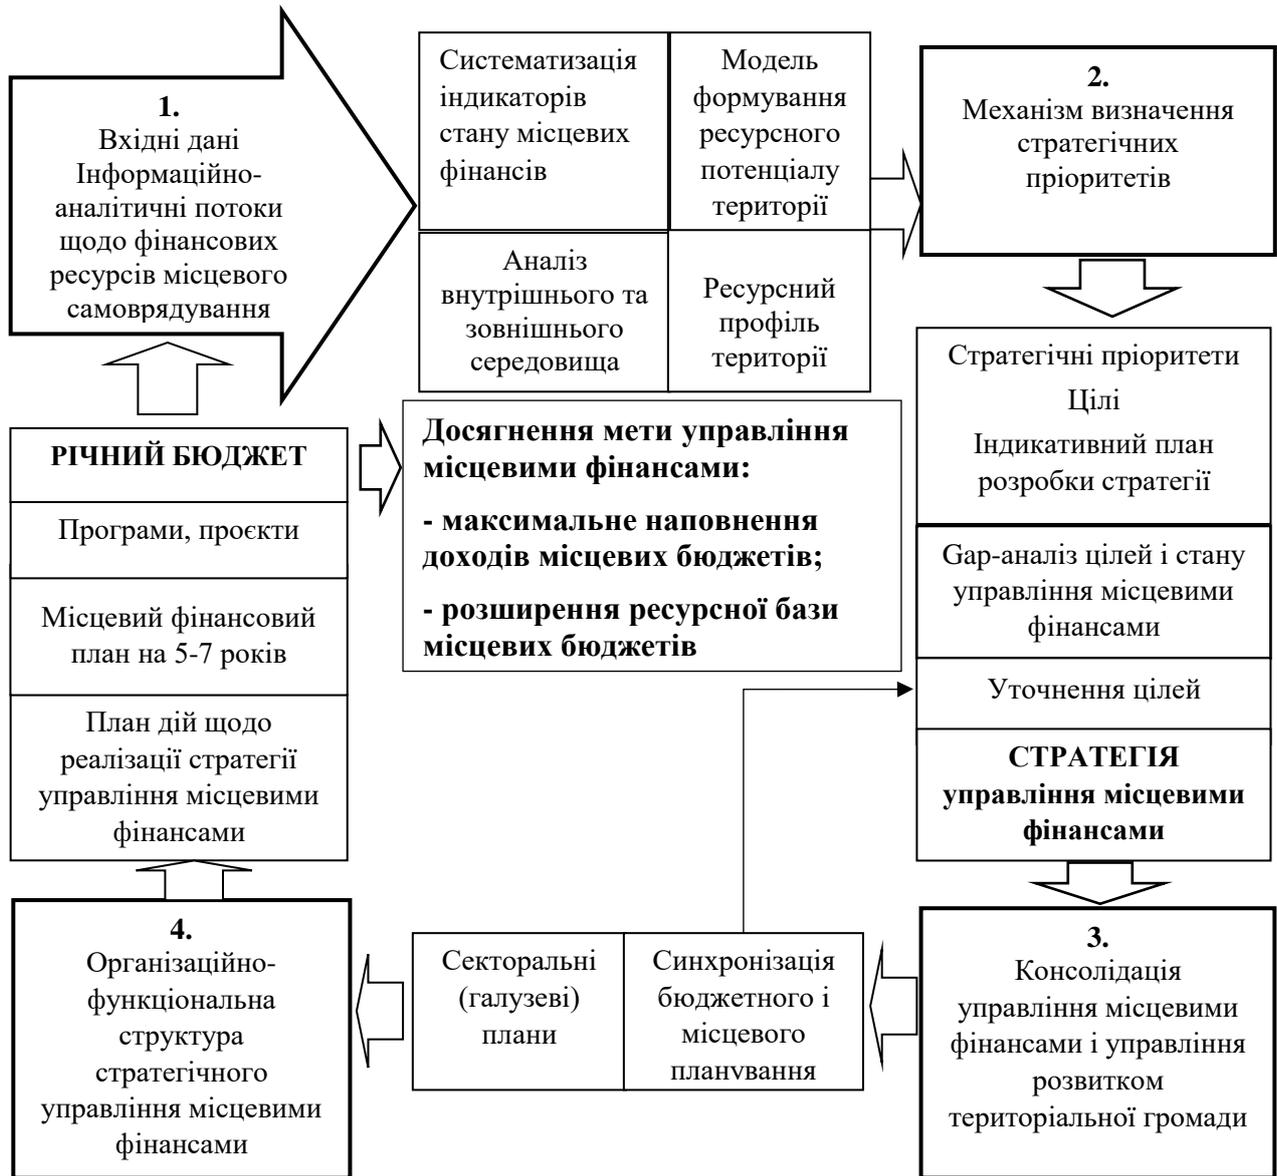 1.
Вхідні дані
Інформаційно-
аналітичні потоки
щодо фінансових
ресурсів місцевого
самоврядування
Систематизація
індикаторів
стану місцевих
фінансів
Модель
формування
ресурсного
потенціалу
території
Аналіз
внутрішнього та
зовнішнього
середовища
Ресурсний
профіль
території
2.
Механізм визначення
стратегічних
пріоритетів
Стратегічні пріоритети
Цілі
Індикативний план
розробки стратегії
Gap-аналіз цілей і стану
управління місцевими
фінансами
Уточнення цілей
СТРАТЕГІЯ
управління місцевими
фінансами
РІЧНИЙ БЮДЖЕТ
Програми, проєкти
Місцевий фінансовий
план на 5-7 років
План дій щодо
реалізації стратегії
управління місцевими
фінансами
Досягнення мети управління
місцевими фінансами:
- максимальне наповнення
доходів місцевих бюджетів;
- розширення ресурсної бази
місцевих бюджетів
3.
Консолідація
управління місцевими
фінансами і управління
розвитком
територіальної громади
Синхронізація
бюджетного і
місцевого
планування
Секторальні
(галузеві)
плани
4.
Організаційно-
функціональна
структура
стратегічного
управління місцевими
фінансами